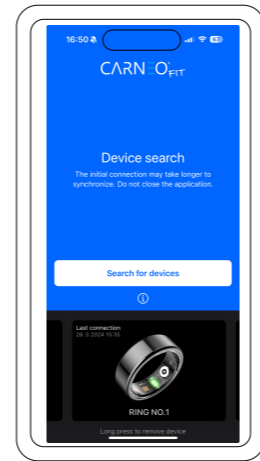 16:50
CARNEO FIT
Device search
The initial connection may take longer to
synchronize. Do not close the application.
Search for devices
Last connection
28. 3. 2024 15:35
RING NO.1
Long press to remove device